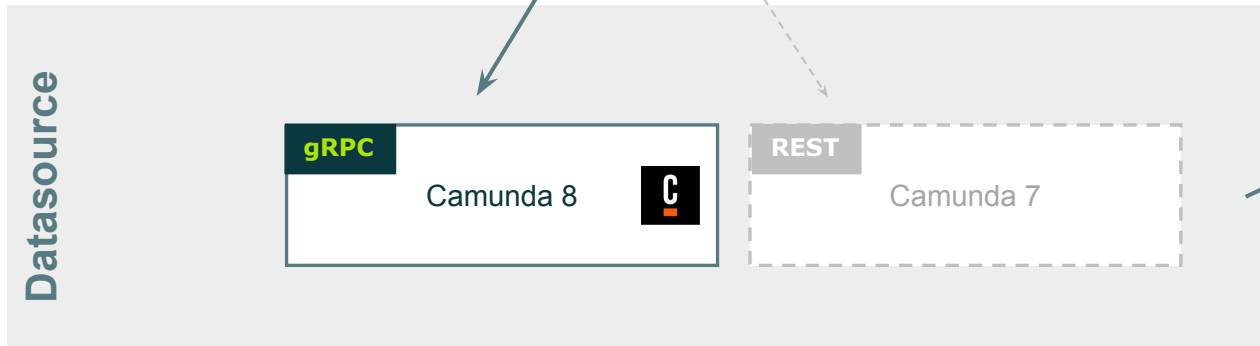 Datasource
gRPC
Camunda 8
C
REST
Camunda 7